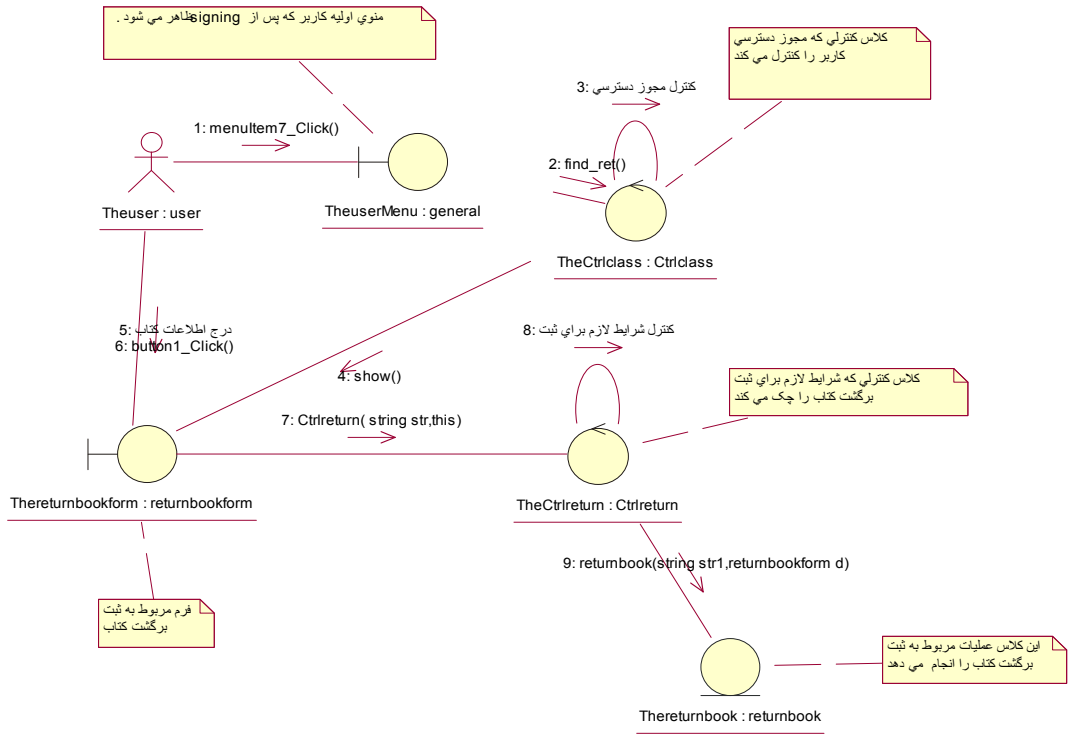 منوي اوليه كاربر كه پس از signing ظاهر مي شود .
كلاس كنترلي كه مجوز دسترسي
كاربر را كنترل مي كند
3: كنترل مجوز دسترسي
1: menuItem7_Click()
2: find_ret()
Theuser : user
TheuserMenu : general
TheCtrlclass : Ctrlclass
5: درج اطلاعات كتاب
6: button1_Click()
8: كنترل شرايط لازم براي ثبت
4: show()
كلاس كنترلي كه شرايط لازم براي ثبت
برگشت كتاب را چک مي كند
7: Ctrlreturn( string str,this)
Thereturnbookform : returnbookform
TheCtrlreturn : Ctrlreturn
9: returnbook(string str1,returnbookform d)
فرم مربوط به ثبت
برگشت كتاب
اين كلاس عمليات مربوط به ثبت
برگشت كتاب را انجام مي دهد
Thereturnbook : returnbook